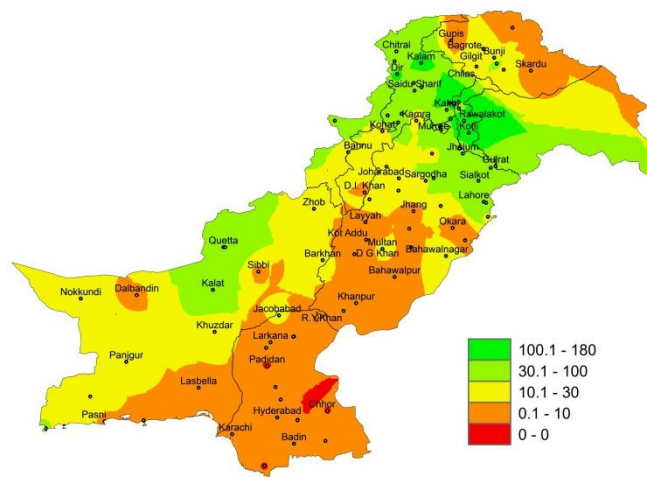 Gupis
Bagrote
Bunji
Gilgit
Chitral
Kalam
Skardu
Dir
Chilas
Saidu Sharif
Kakul
Kamra
Rawalakot
Kohat
Murree
Kotli
Bannu
Jhelum
Gujrat
Joharabad
Sargodha
Sialkot
D.I. Khan
Lahore
Zhob
Layyah
Jhang
Okara
Kot Addu
Quetta
Multan
Barkhan
D G Khan
Bahawalnagar
Sibbi
Bahawalpur
Kalat
Nokkundi
Dalbandin
Khanpur
Jacobabad
R.Y.Khan
Khuzdar
Larkana
Panjgur
Padidan
Lasbella
Chhor
Pasni
Hyderabad
Karachi
Badin
100.1 - 180
30.1 - 100
10.1 - 30
0.1 - 10
0 - 0